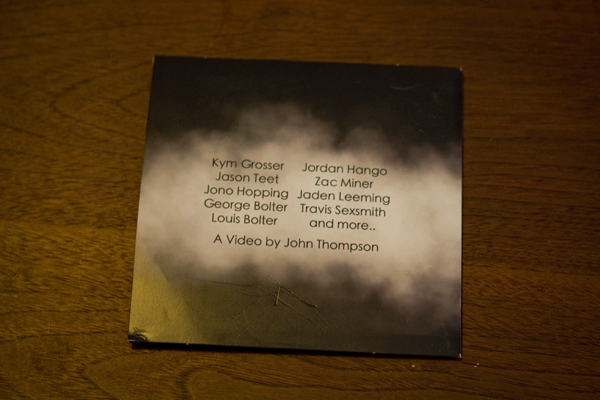 Kym Grosser
Jason Teet
Jono Hopping
George Bolter
Louis Bolter
Jordan Hango
Zac Miner
Jaden Leeming
Travis Sexsmith
and more..
A Video by John Thompson